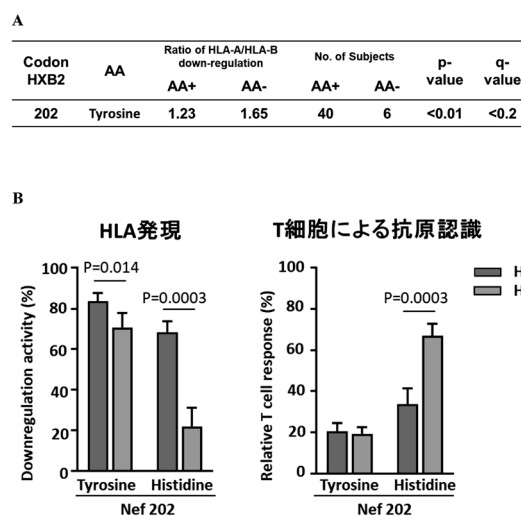 A
Codon HXB2 AA Ratio of HLA-A/HLA-B down-regulation No. of Subjects p-value q-value
AA+ AA- AA+ AA-
202 Tyrosine 1.23 1.65 40 6 <0.01 <0.2
B
HLA発現
P=0.014
P=0.0003
Downregulation activity (%)
100
80
60
40
20
0
Tyrosine Histidine
Nef 202
T細胞による抗原認識
P=0.0003
Relative T cell response (%)
100
80
60
40
20
0
Tyrosine Histidine
Nef 202